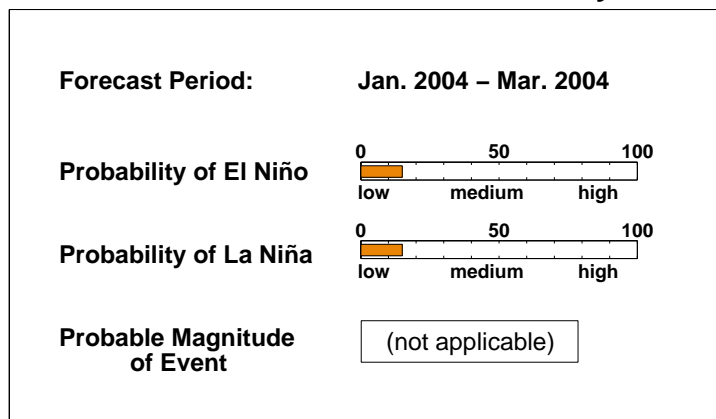 Forecast Period: Jan. 2004 – Mar. 2004
0 50 100
Probability of El Niño
low medium high
0 50 100
Probability of La Niña
low medium high
Probable Magnitude
of Event
(not applicable)